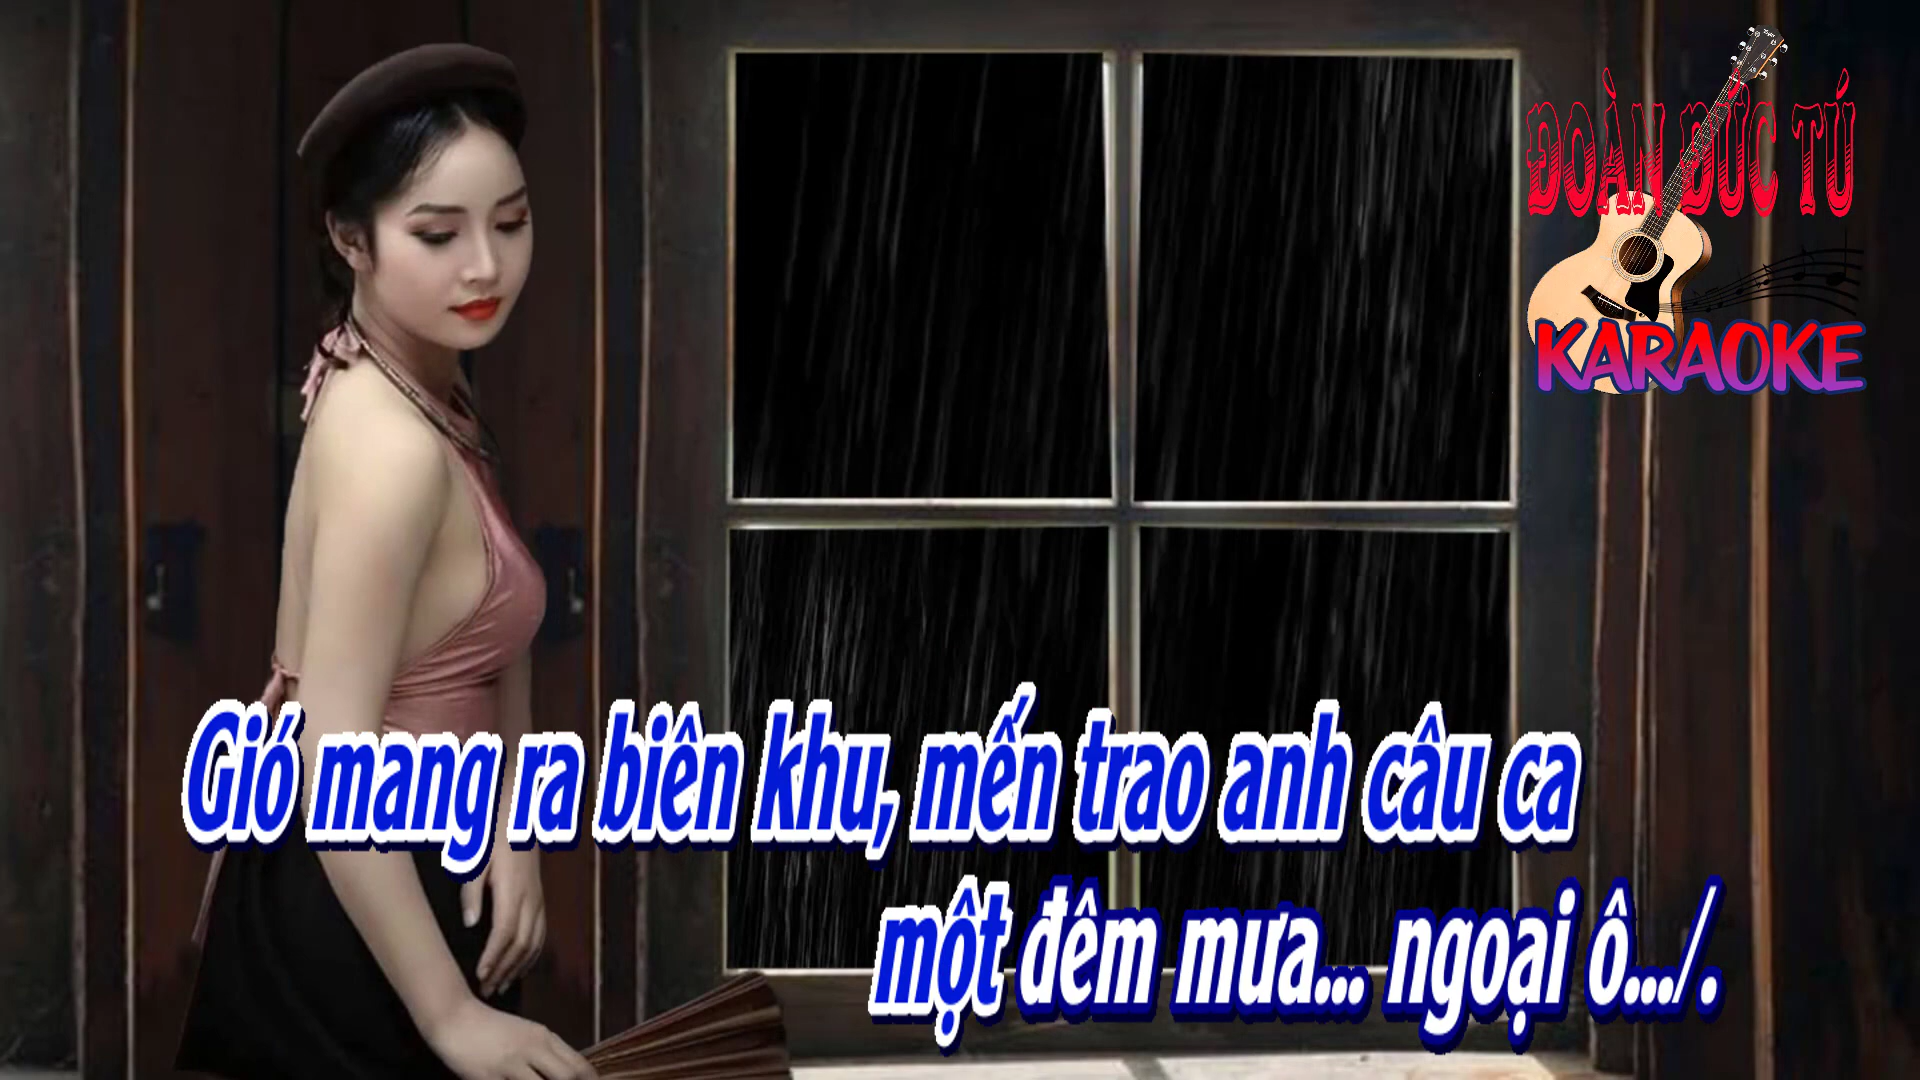 ĐOÀN ĐỨC TÚ
KARAOKE
Gió mang ra biên khu, mến trao anh câu ca
một đêm mưa... ngoại ô.../.